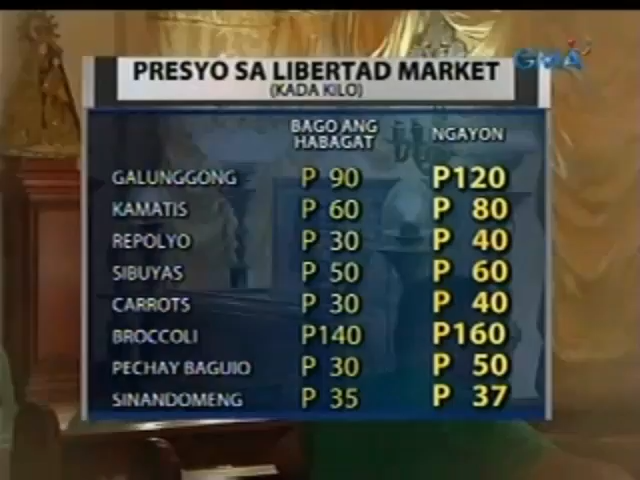 PRESYO SA LIBERTAD MARKET
(KADA KILO)
GMA
BAGO ANG HABAGAT NGAYON
GALUNGGONG P 90 P120
KAMATIS P 60 P 80
REPOLYO P 30 P 40
SIBUYAS P 50 P 60
CARROTS P 30 P 40
BROCCOLI P140 P160
PECHAY BAGUIO P 30 P 50
SINANDOMENG P 35 P 37